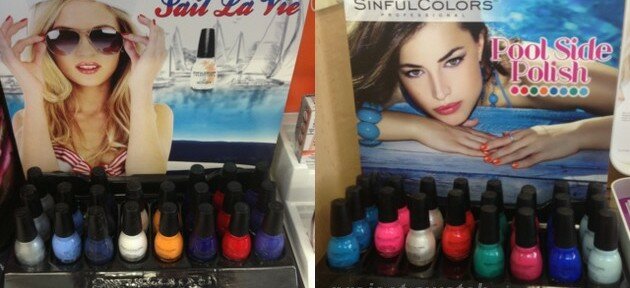 Sail La Vie
SINFULCOLORS
PROFESSIONAL
Pool Side
Polish